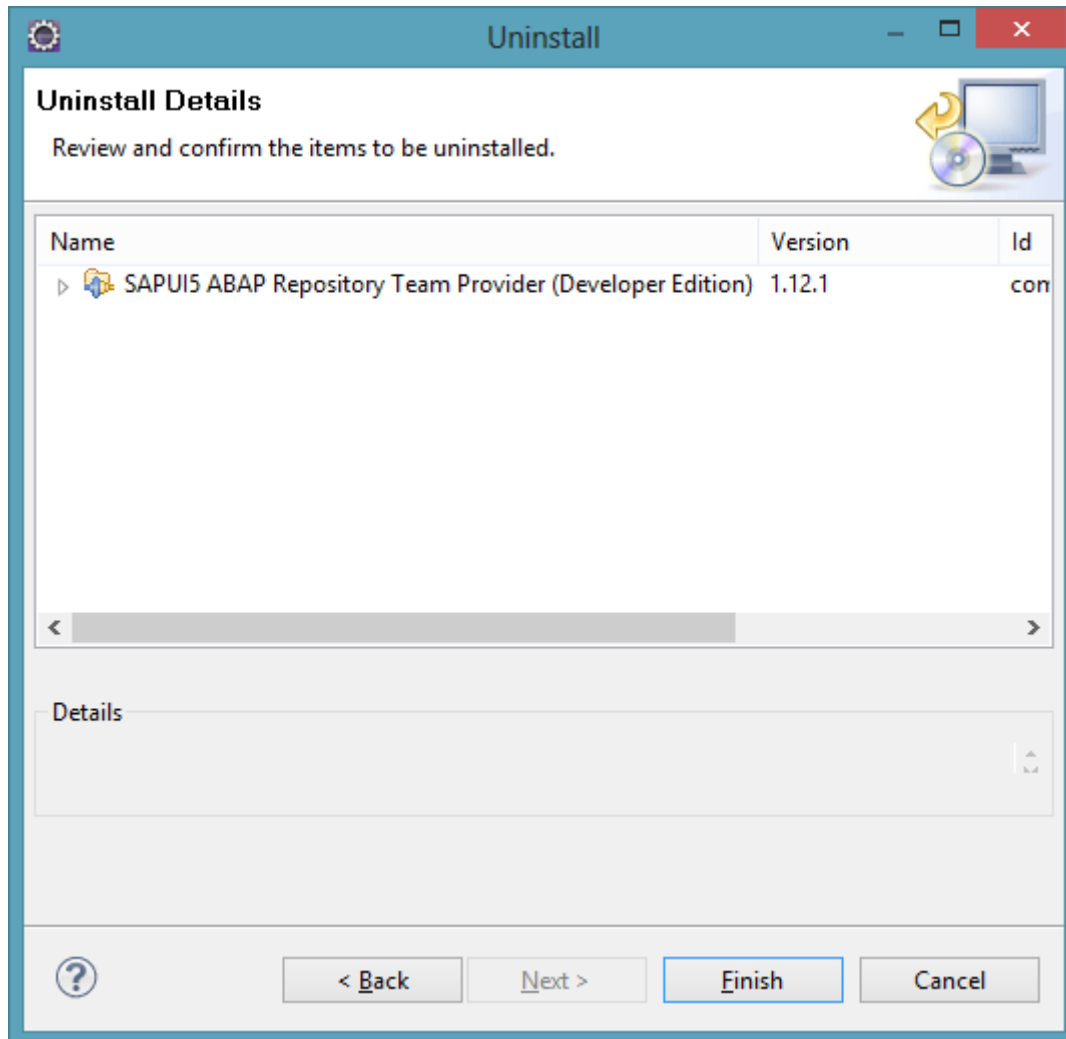 Uninstall
Uninstall Details
Review and confirm the items to be uninstalled.
Name Version Id
SAPUI5 ABAP Repository Team Provider (Developer Edition) 1.12.1 com
Details
< Back Next > Finish Cancel